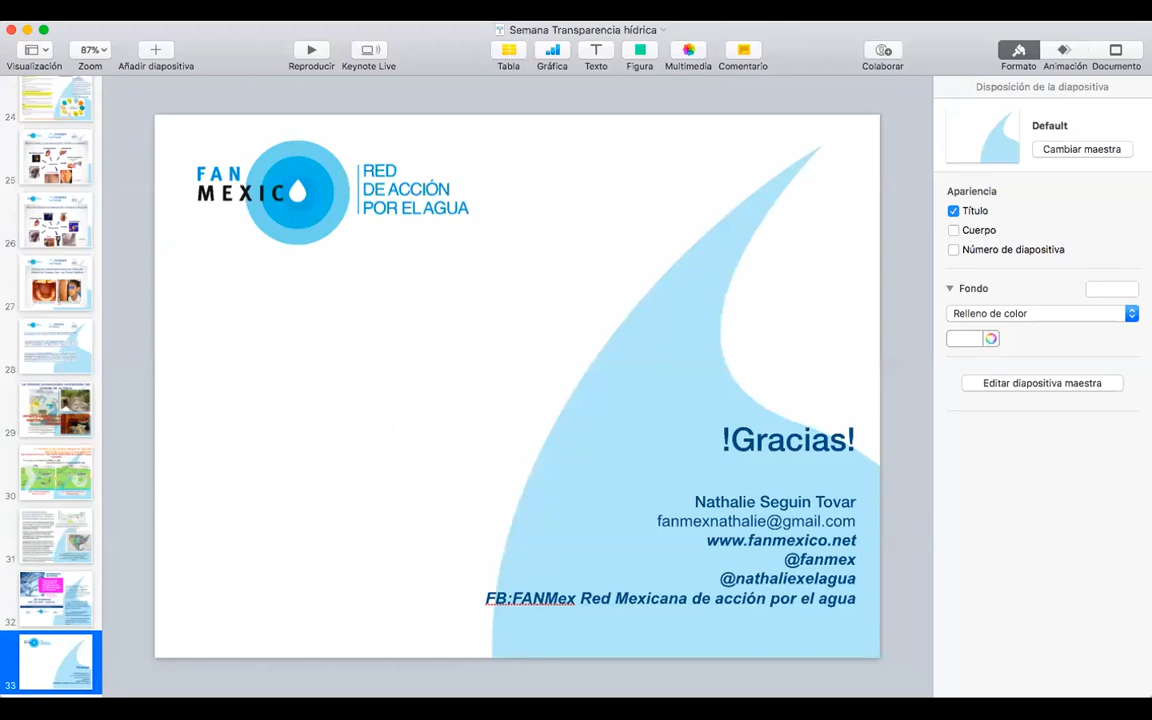 Semana Transparencia hídrica
87%
Visualización
Zoom
Añadir diapositiva
Reproducir
Keynote Live
Tabla
Gráfica
Texto
Figura
Multimedia
Comentario
Colaborar
Formato
Animación
Documento
Disposición de la diapositiva
Default
Cambiar maestra
Apariencia
Título
Cuerpo
Número de diapositiva
Fondo
Relleno de color
Editar diapositiva maestra
24
25
26
27
28
29
30
31
32
33
FAN
MEXICO
RED
DE ACCIÓN
POR EL AGUA
!Gracias!
Nathalie Seguin Tovar
fanmexnathalie@gmail.com
www.fanmexico.net
@fanmex
@nathaliexelagua
FB:FANMex Red Mexicana de acción por el agua